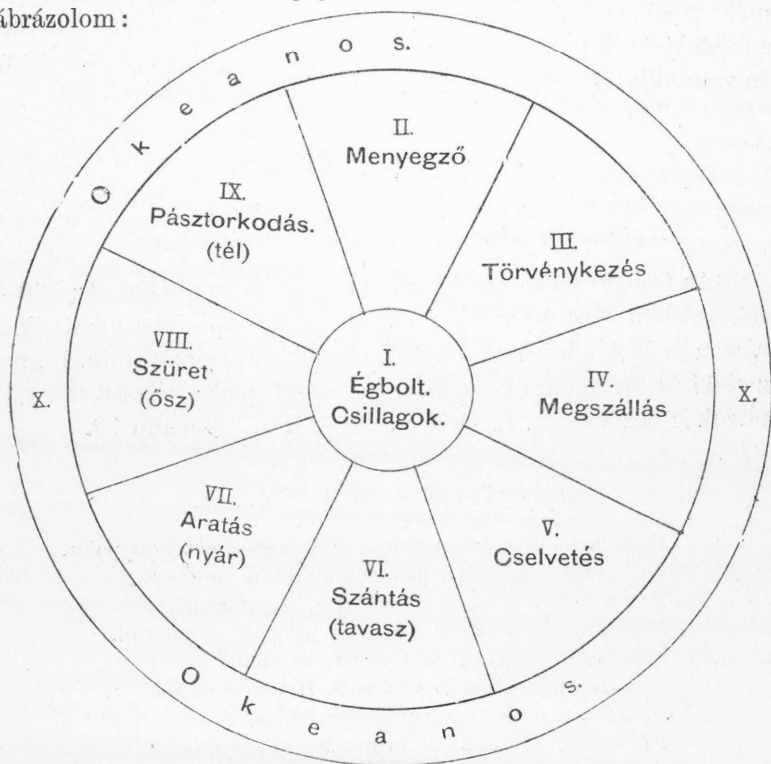 ábrázolom:
Okeanos.
II.
Menyegző
III.
Törvénykezés
IV.
Megszállás
V.
Cselvetés
VI.
Szántás
(tavasz)
VII.
Aratás
(nyár)
VIII.
Szüret
(ősz)
IX.
Pásztorkodás.
(tél)
I.
Égbolt.
Csillagok.
X.
X.
Okeanos.